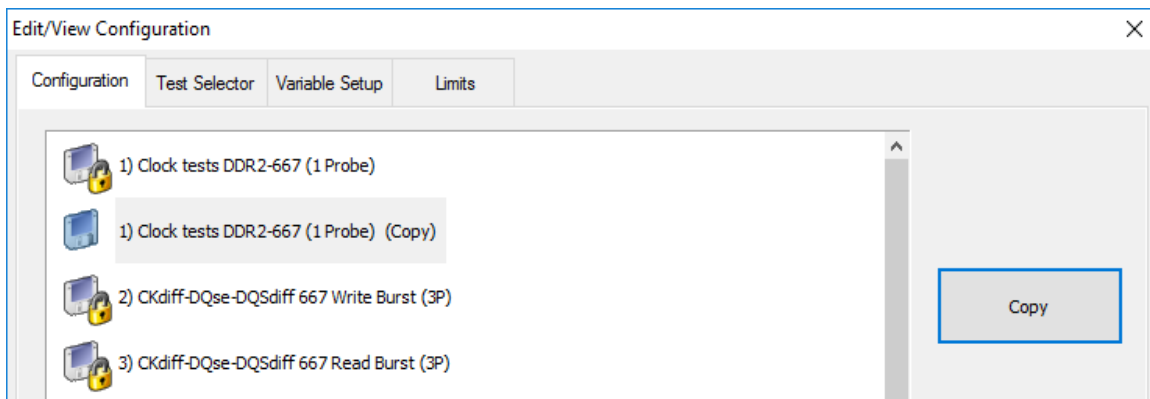 Edit/View Configuration
Configuration Test Selector Variable Setup Limits
1) Clock tests DDR2-667 (1 Probe)
1) Clock tests DDR2-667 (1 Probe) (Copy)
2) CKdiff-DQse-DQSdiff 667 Write Burst (3P)
Copy
3) CKdiff-DQse-DQSdiff 667 Read Burst (3P)